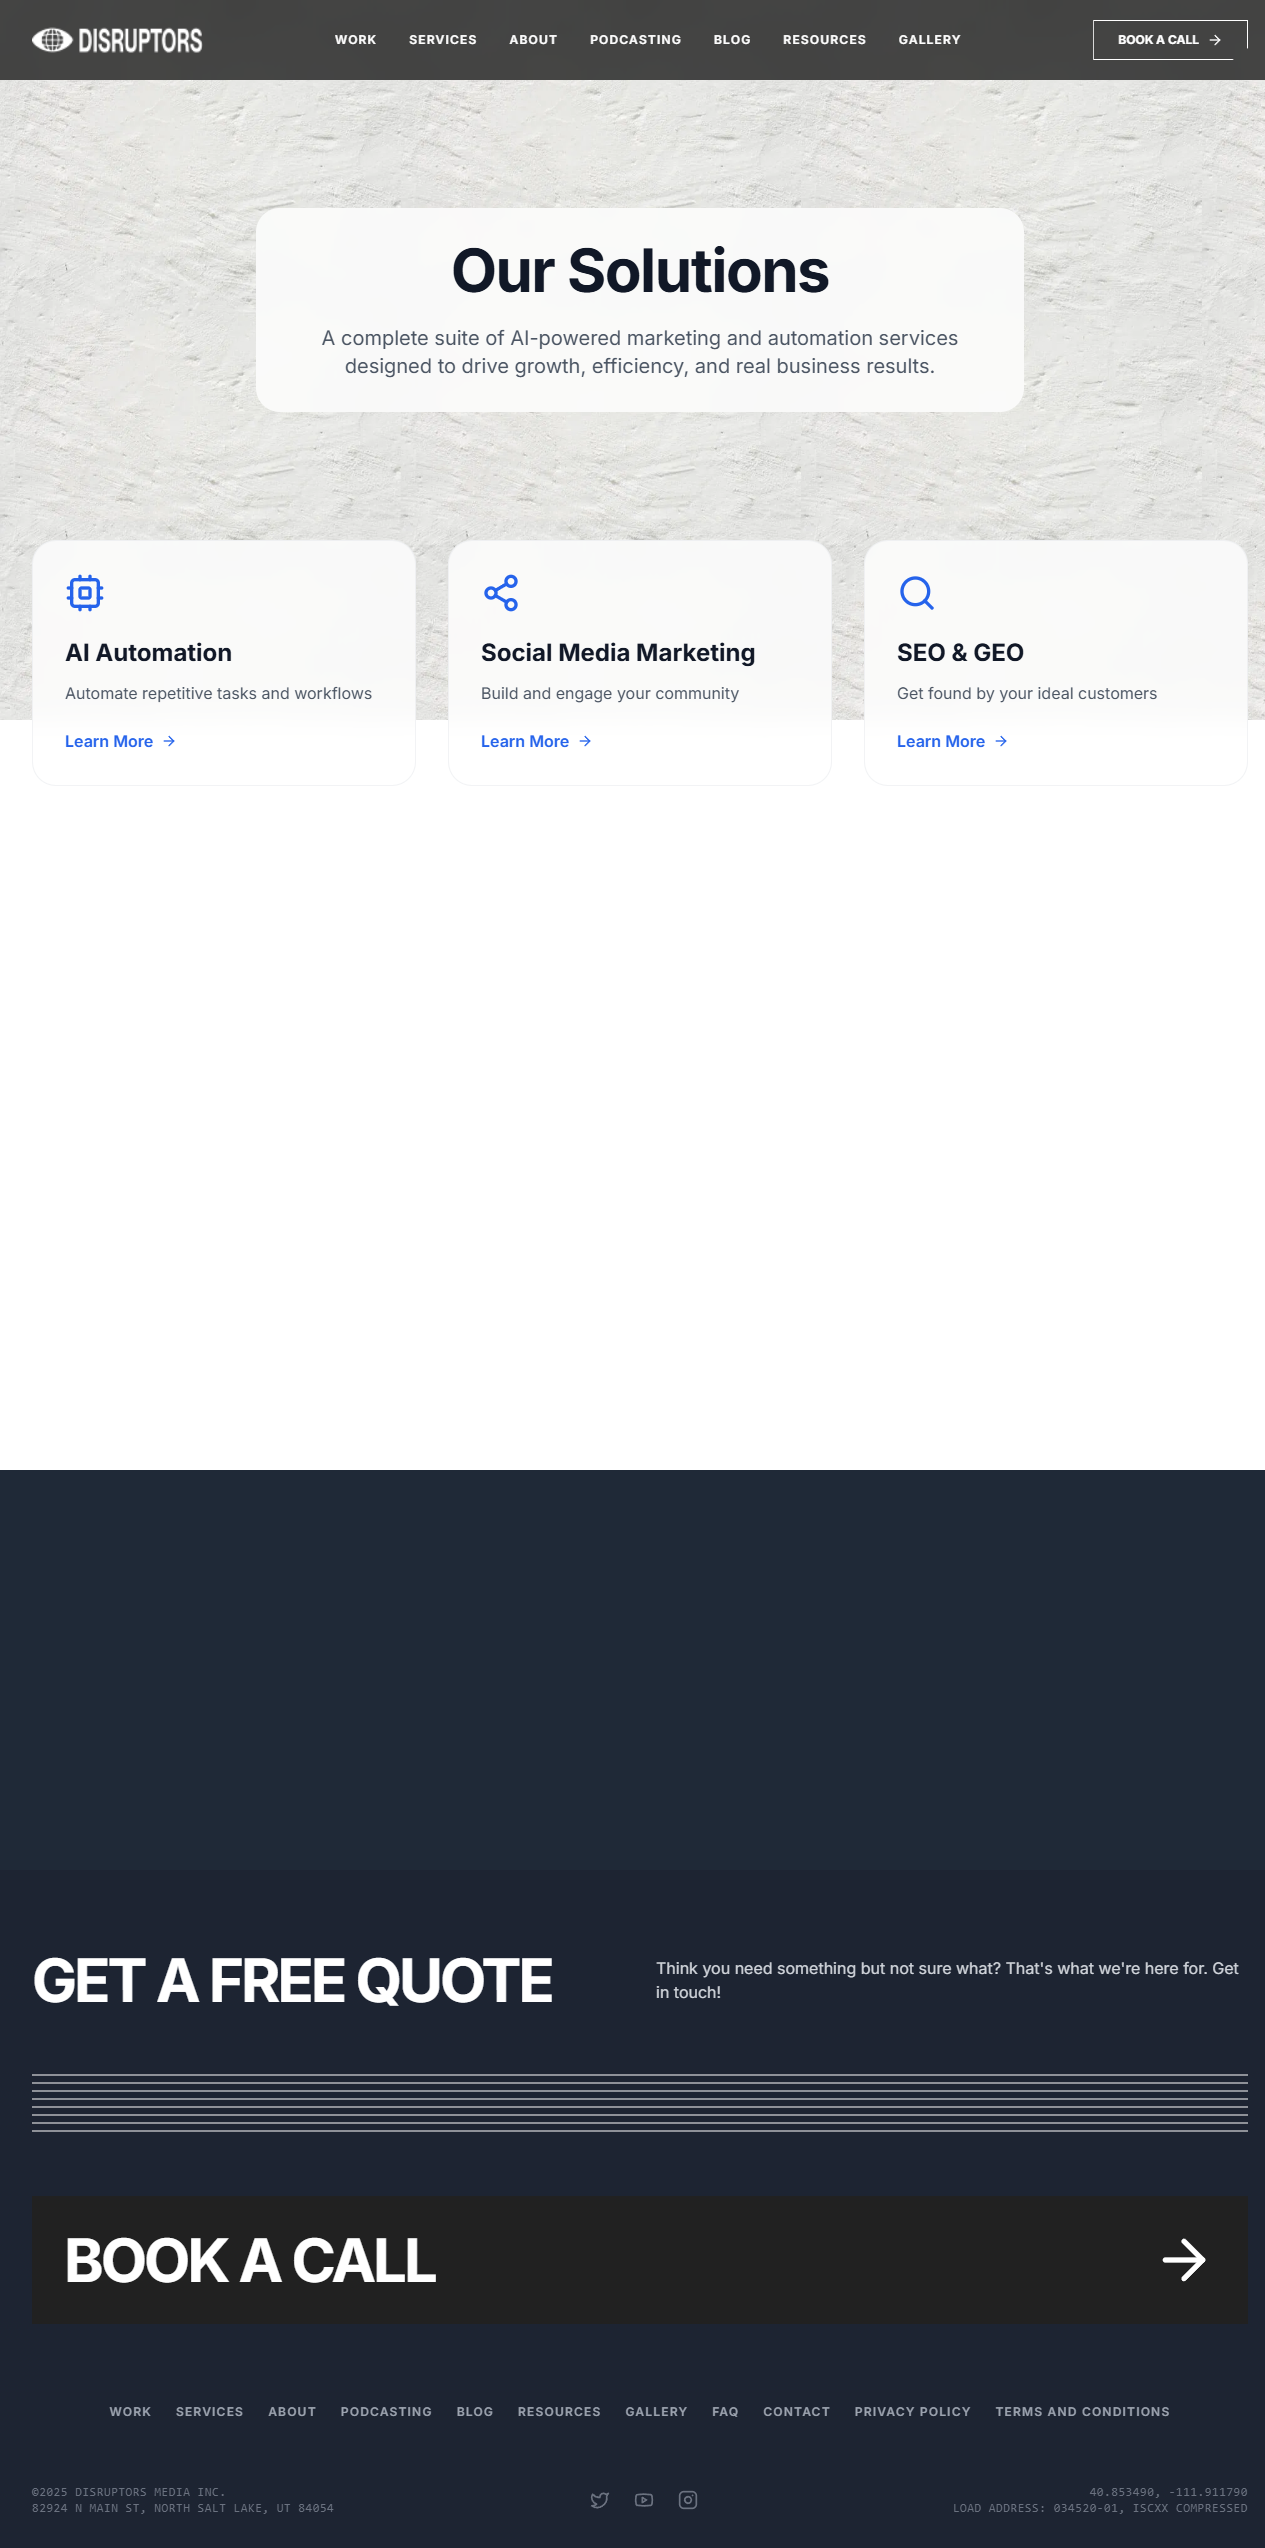 DISRUPTORS
WORK SERVICES ABOUT PODCASTING BLOG RESOURCES GALLERY
BOOK A CALL
Our Solutions
A complete suite of AI-powered marketing and automation services
designed to drive growth, efficiency, and real business results.
AI Automation
Automate repetitive tasks and workflows
Learn More
Social Media Marketing
Build and engage your community
Learn More
SEO & GEO
Get found by your ideal customers
Learn More
GET A FREE QUOTE
Think you need something but not sure what? That's what we're here for. Get
in touch!
BOOK A CALL
WORK SERVICES ABOUT PODCASTING BLOG RESOURCES GALLERY FAQ CONTACT PRIVACY POLICY TERMS AND CONDITIONS
©2025 DISRUPTORS MEDIA INC.
82924 N MAIN ST, NORTH SALT LAKE, UT 84054
40.853490, -111.911790
LOAD ADDRESS: 034520-01, ISCXX COMPRESSED